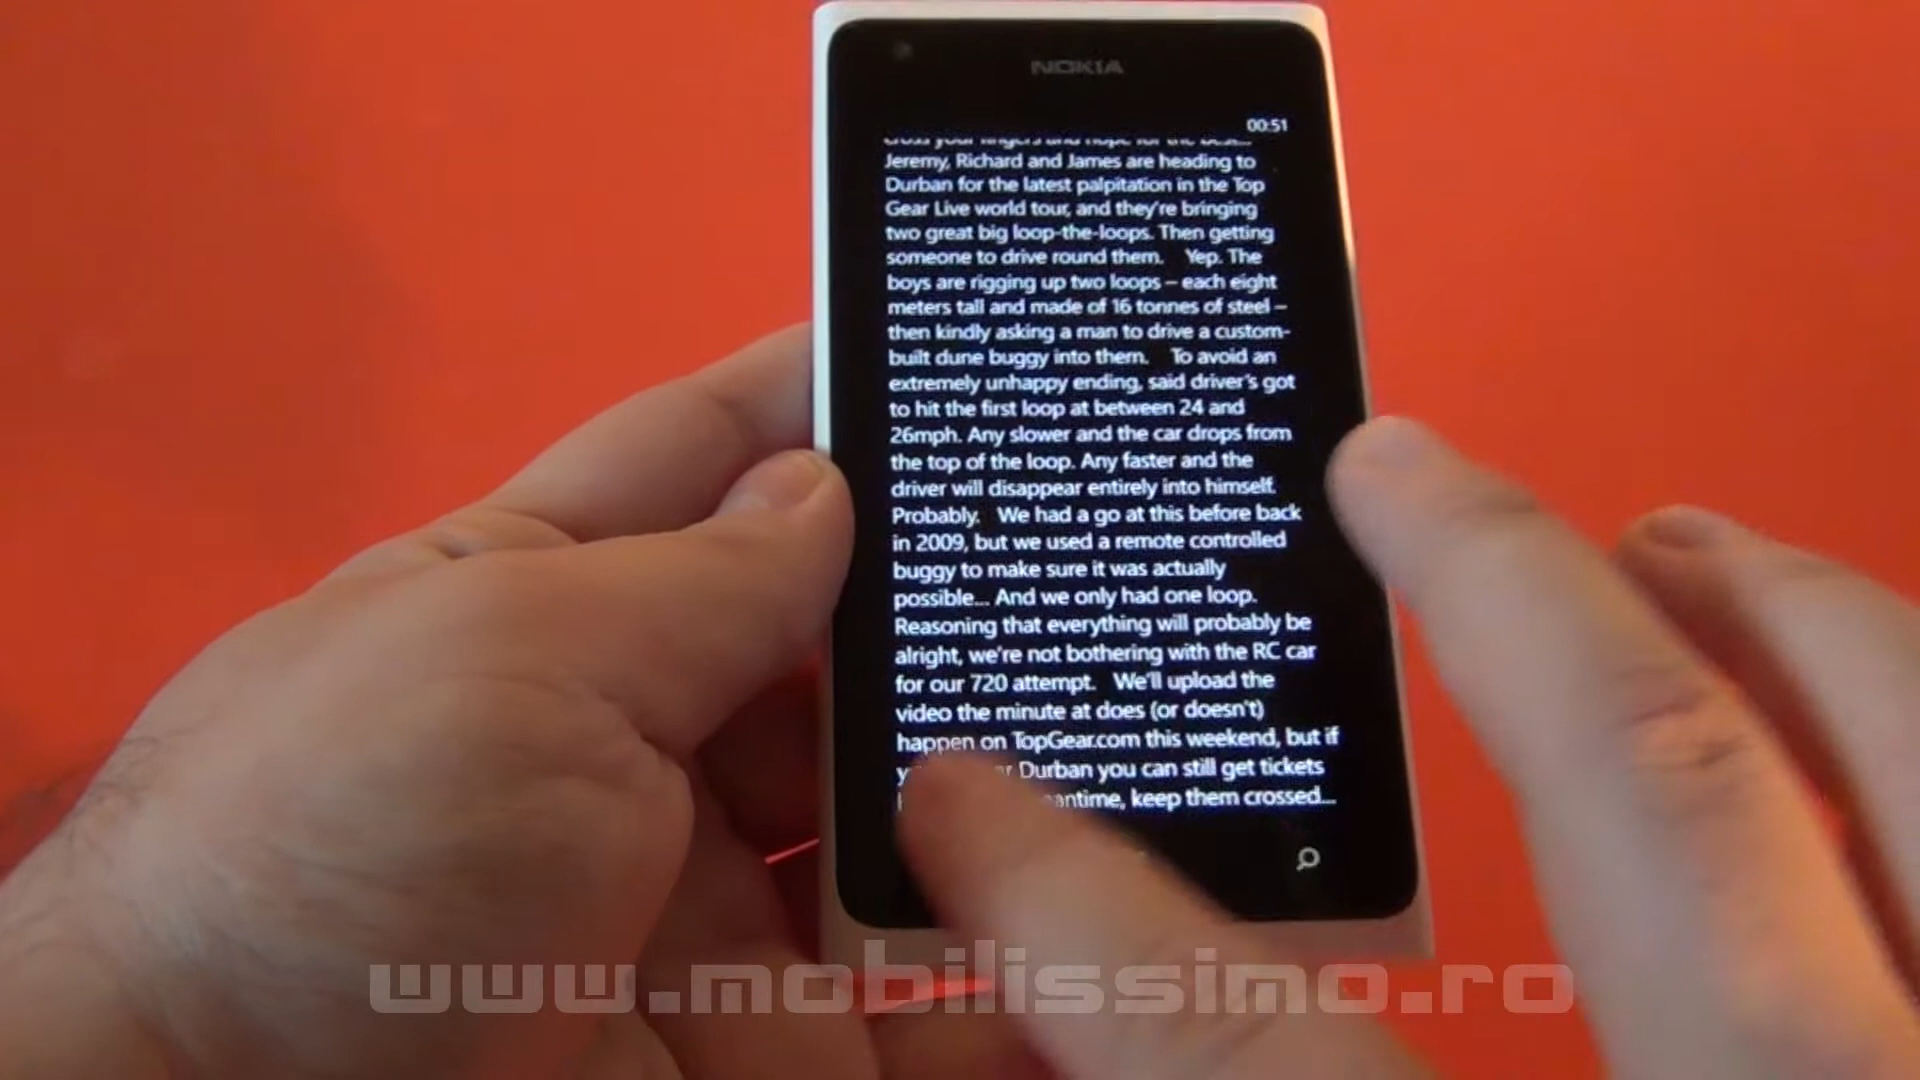 NOKIA
00:51
cross your fingers and hope for the best...
Jeremy, Richard and James are heading to
Durban for the latest palpitation in the Top
Gear Live world tour, and they're bringing
two great big loop-the-loops. Then getting
someone to drive round them. Yep. The
boys are rigging up two loops – each eight
meters tall and made of 16 tonnes of steel –
then kindly asking a man to drive a custom-
built dune buggy into them. To avoid an
extremely unhappy ending, said driver's got
to hit the first loop at between 24 and
26mph. Any slower and the car drops from
the top of the loop. Any faster and the
driver will disappear entirely into himself.
Probably. We had a go at this before back
in 2009, but we used a remote controlled
buggy to make sure it was actually
possible... And we only had one loop.
Reasoning that everything will probably be
alright, we're not bothering with the RC car
for our 720 attempt. We'll upload the
video the minute at does (or doesn't)
happen on TopGear.com this weekend, but if
Durban you can still get tickets
keep them crossed...
www.mobilissimo.ro